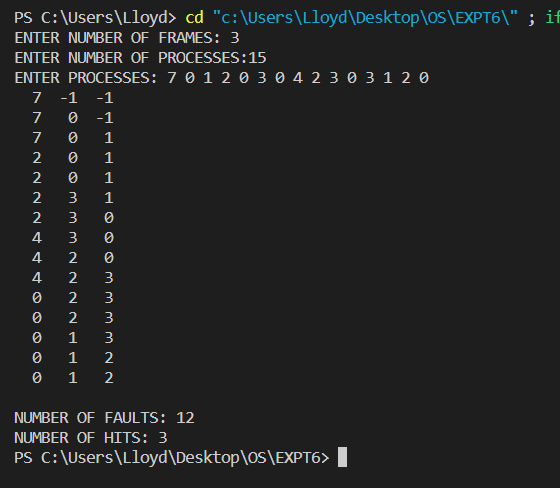 PS C:\Users\Lloyd> cd "c:\Users\Lloyd\Desktop\OS\EXPT6\" ; if
ENTER NUMBER OF FRAMES: 3
ENTER NUMBER OF PROCESSES:15
ENTER PROCESSES: 7 0 1 2 0 3 0 4 2 3 0 3 1 2 0
7 -1 -1
7 0 -1
7 0 1
2 0 1
2 0 1
2 3 1
2 3 0
4 3 0
4 2 0
4 2 3
0 2 3
0 2 3
0 1 3
0 1 2
0 1 2
NUMBER OF FAULTS: 12
NUMBER OF HITS: 3
PS C:\Users\Lloyd\Desktop\OS\EXPT6>